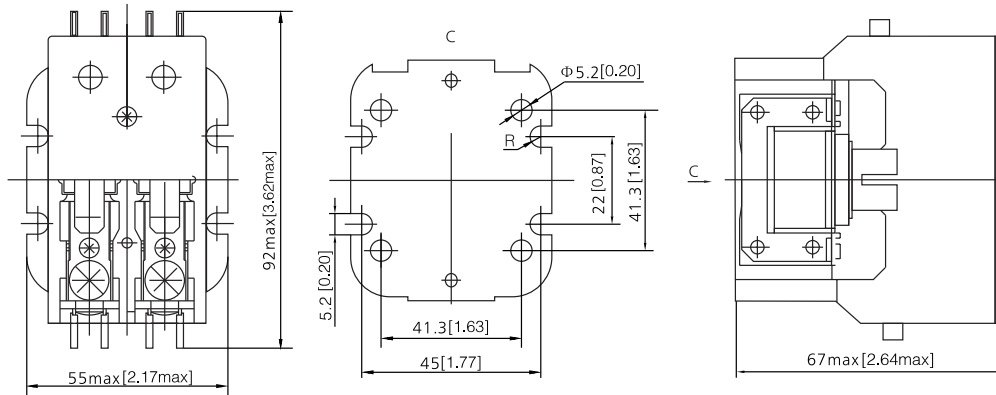 92max[3.62max]
55max[2.17max]
C
Φ5.2[0.20]
R
22 [0.87]
41.3 [1.63]
5.2 [0.20]
41.3[1.63]
45[1.77]
C
67max[2.64max]